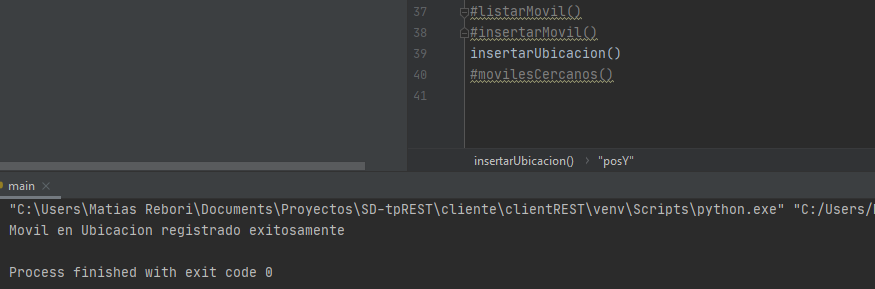 37 #listarMovil()
38 #insertarMovil()
39 insertarUbicacion()
40 #movilesCercanos()
41
insertarUbicacion() > "posY"
main ×
"C:\Users\Matias Rebori\Documents\Proyectos\SD-tpREST\cliente\clientREST\venv\Scripts\python.exe" "C:/Users/
Movil en Ubicacion registrado exitosamente
Process finished with exit code 0